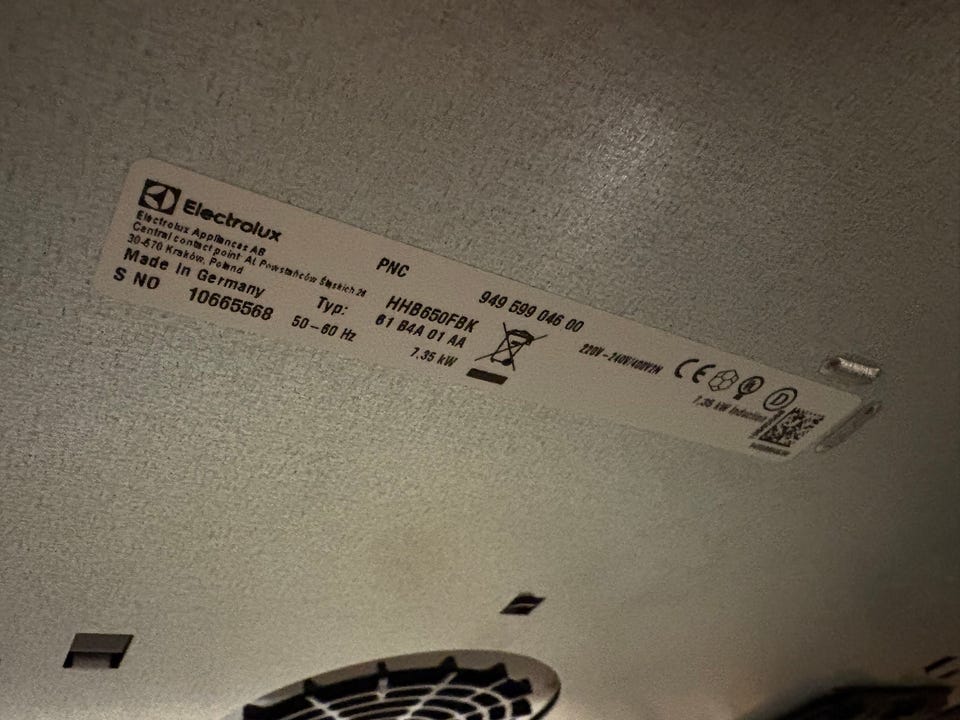 Electrolux
Electrolux Appliances AB
Central contact point Al. Powstańców Śląskich 26
30-570 Kraków, Poland
Made in Germany
S NO 10665568
PNC 949 599 046 00
Typ: HHB650FBK
61 B4A 01 AA
50-60 Hz 7.35 kW
220V-240V/400V2N
CE D
7,35 kW Induction